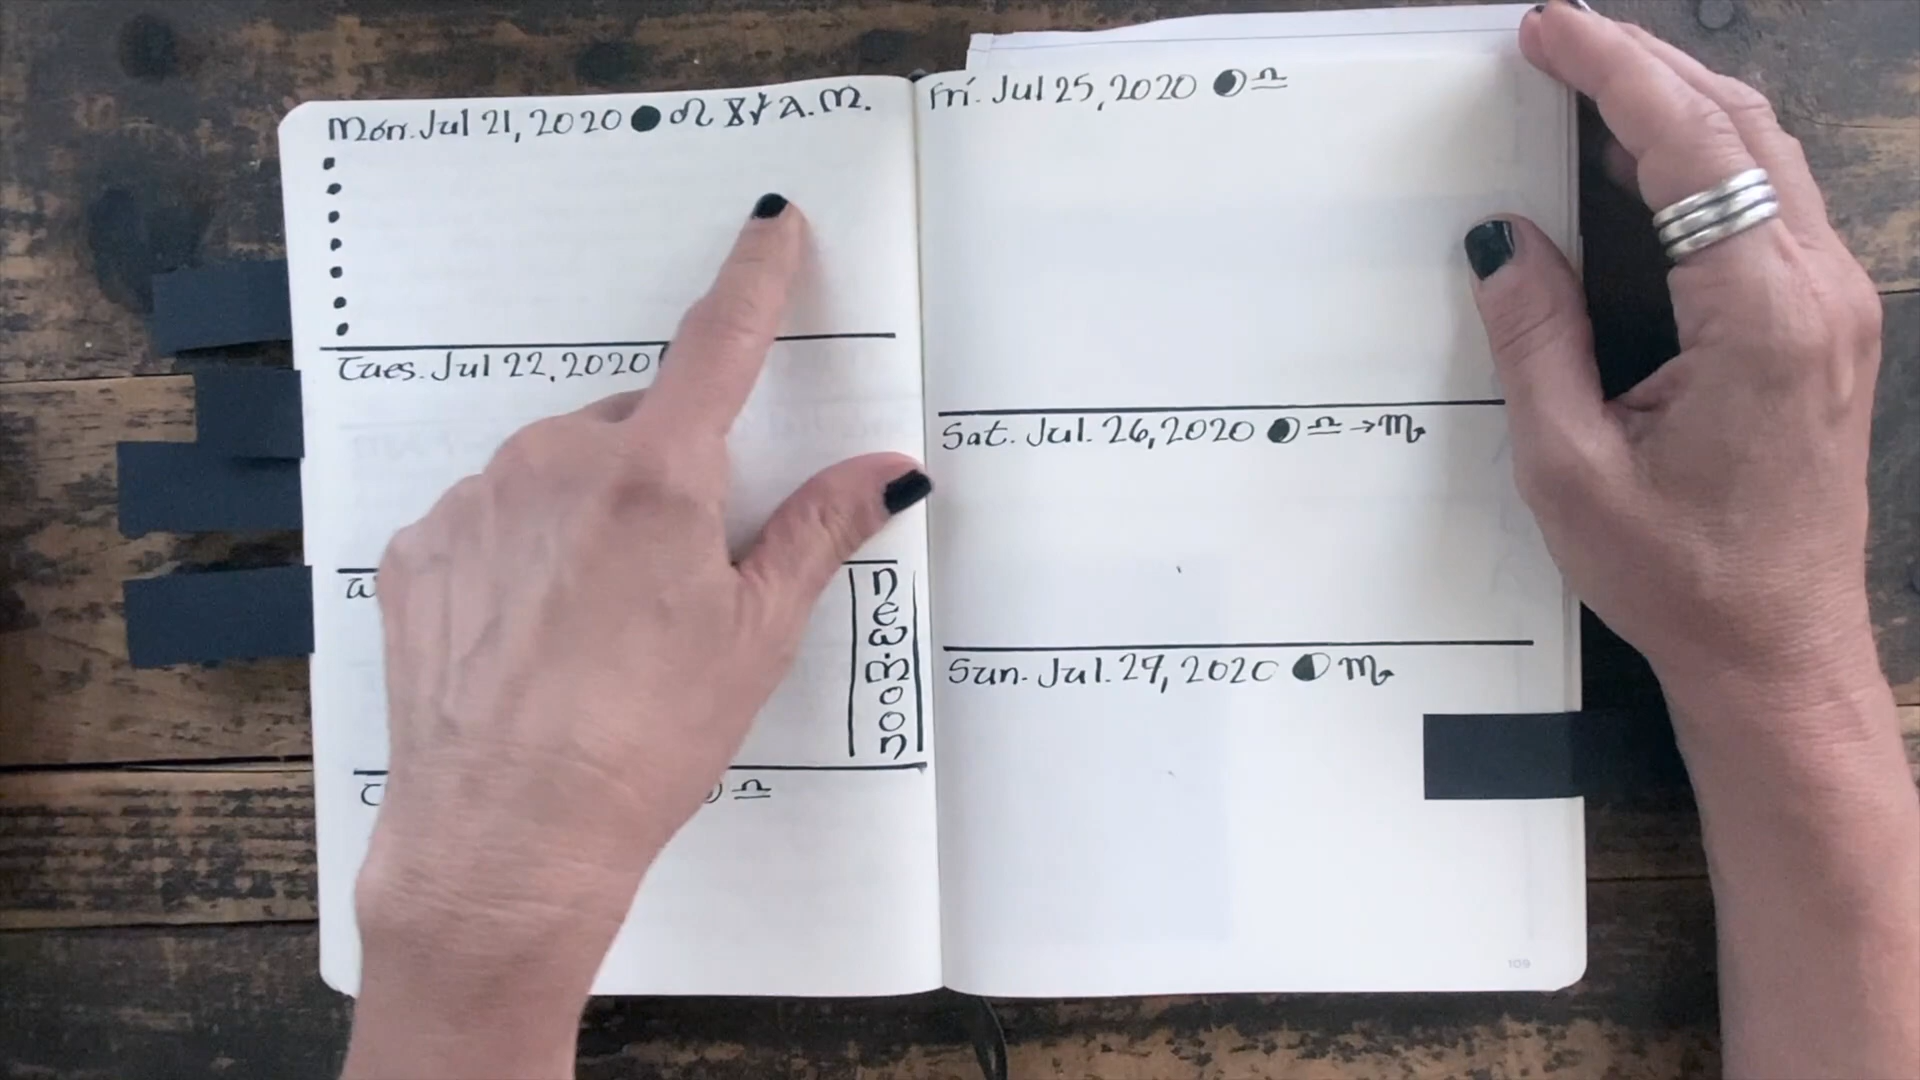 Mon. Jul 21, 2020 ● ♌ A.M.
Tues. Jul 22, 2020
W
new moon
T ♎
Fri. Jul 25, 2020 ♎
Sat. Jul. 26, 2020 ♎ → ♏
Sun. Jul. 27, 2020 ♏
109